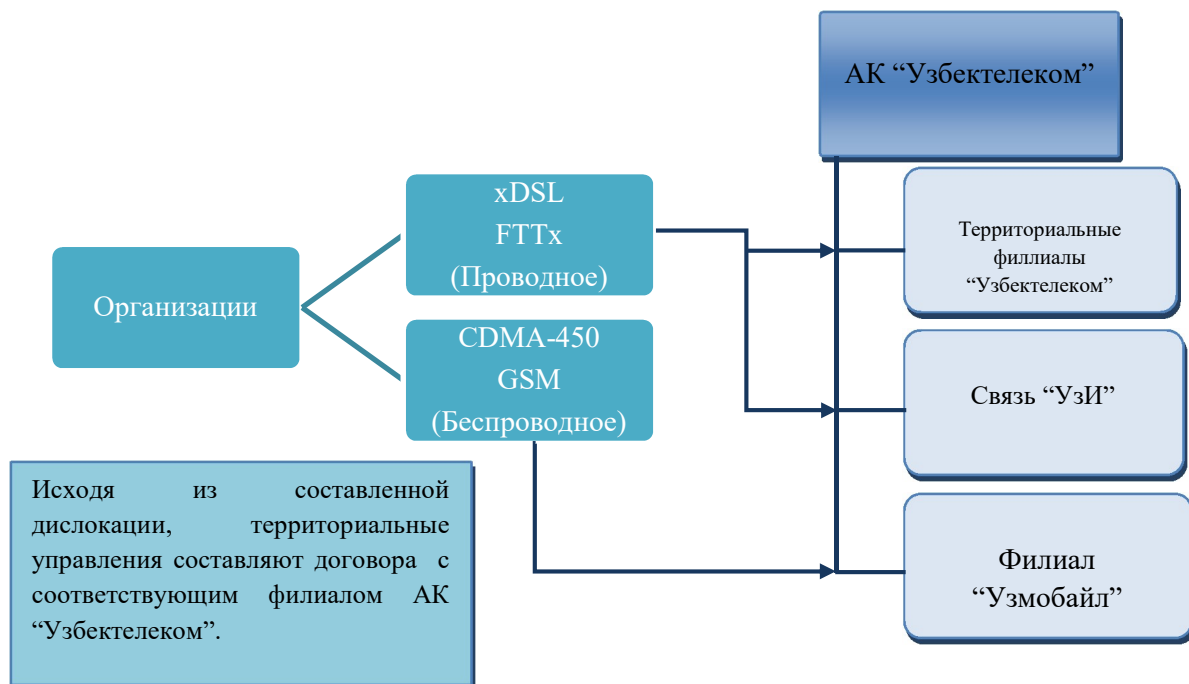 АК “Узбектелеком”
xDSL
FTTx
(Проводное)
Территориальные
филлиалы
“Узбектелеком”
Организации
CDMA-450
GSM
(Беспроводное)
Связь “УзИ”
Исходя из составленной
дислокации, территориальные
управления составляют договора с
соответствующим филиалом АК
“Узбектелеком”.
Филиал
“Узмобайл”